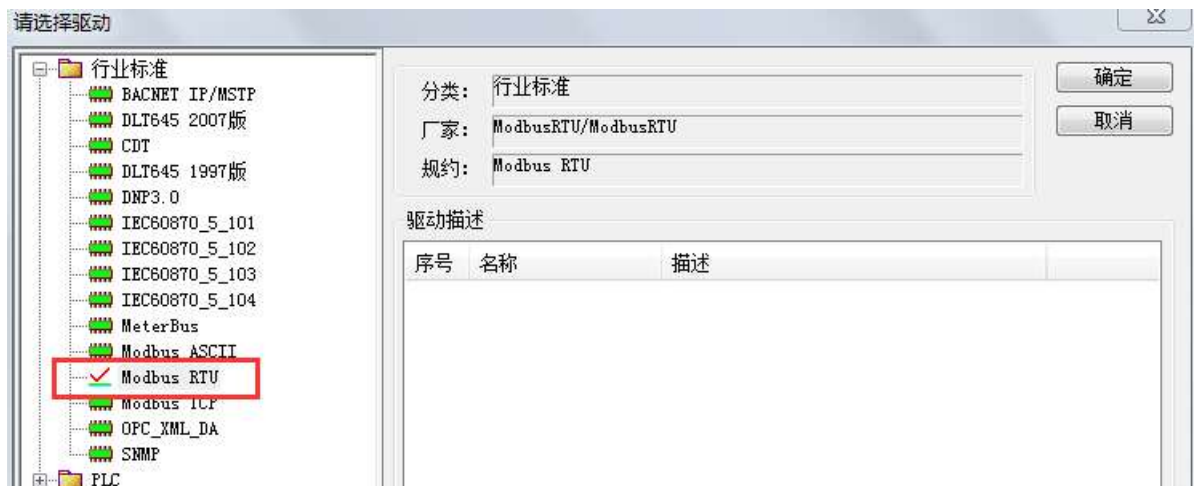 请选择驱动
行业标准
BACNET IP/MSTP
DLT645 2007版
CDT
DLT645 1997版
DNP3.0
IEC60870_5_101
IEC60870_5_102
IEC60870_5_103
IEC60870_5_104
MeterBus
Modbus ASCII
Modbus RTU
Modbus TCP
OPC_XML_DA
SNMP
PLC
分类： 行业标准
厂家： ModbusRTU/ModbusRTU
规约： Modbus RTU
确定
取消
驱动描述
序号 名称 描述